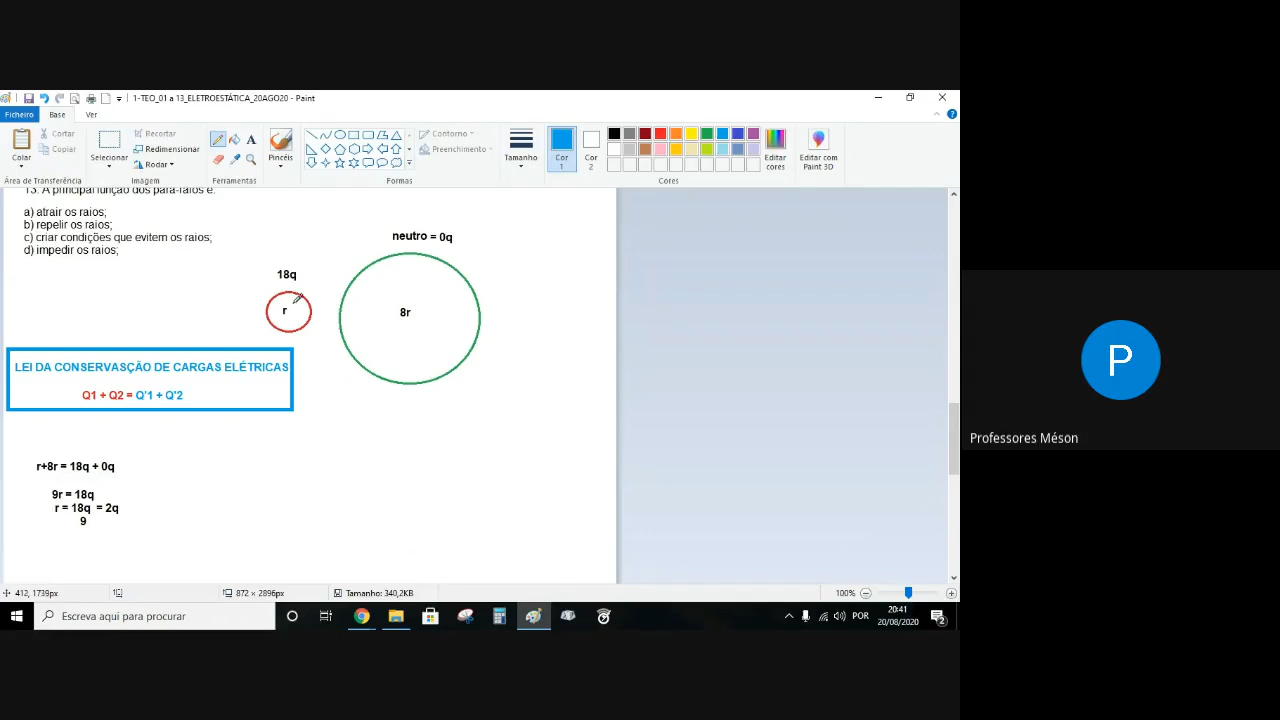 1-TEO_01 a 13_ELETROESTÁTICA_20AGO20 - Paint
Ficheiro Base Ver
Colar
Cortar
Copiar
Área de Transferência
Selecionar
Recortar
Redimensionar
Rodar
Imagem
A
Ferramentas
Pincéis
Contorno
Preenchimento
Formas
Tamanho
Cor 1
Cor 2
Editar cores
Cores
Editar com Paint 3D
13. A principal função dos para-raios é:
a) atrair os raios;
b) repelir os raios;
c) criar condições que evitem os raios;
d) impedir os raios;
neutro = 0q
18q
r
8r
LEI DA CONSERVASÇÃO DE CARGAS ELÉTRICAS
Q1 + Q2 = Q'1 + Q'2
r+8r = 18q + 0q
9r = 18q
r = 18q = 2q
9
412, 1739px
872 × 2896px
Tamanho: 340,2KB
100%
Escreva aqui para procurar
POR
20:41
20/08/2020
2
P
Professores Méson